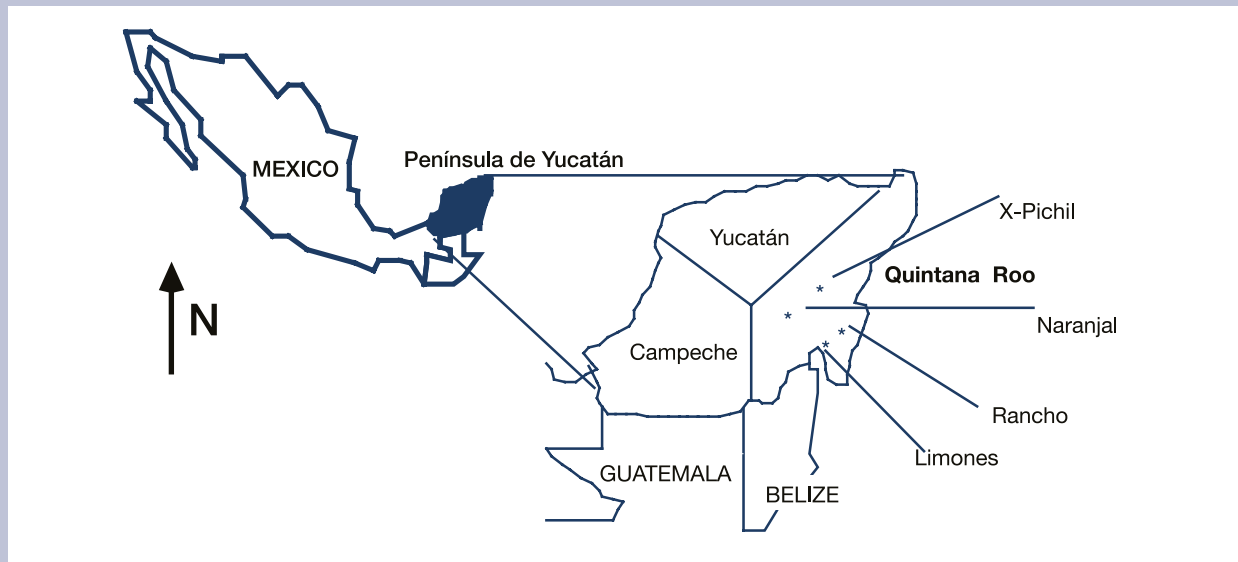 MEXICO
Península de Yucatán
X-Pichil
Yucatán
Quintana Roo
N
Naranjal
Campeche
Rancho
Limones
GUATEMALA
BELIZE